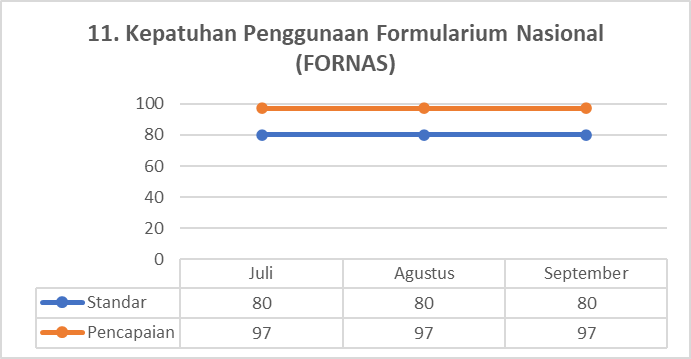 11. Kepatuhan Penggunaan Formularium Nasional
(FORNAS)
100
80
60
40
20
0
Juli Agustus September
Standar 80 80 80
Pencapaian 97 97 97